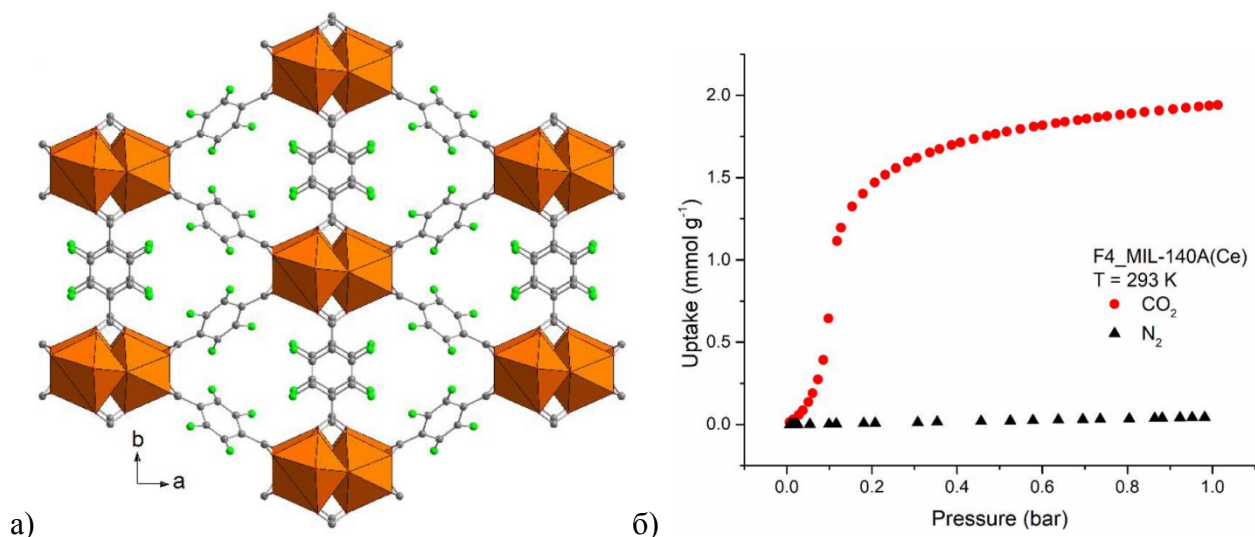 b
a
а)
Uptake (mmol g⁻¹)
2.0
1.5
1.0
0.5
0.0
F4_MIL-140A(Ce)
T = 293 K
CO₂
N₂
0.0 0.2 0.4 0.6 0.8 1.0
Pressure (bar)
б)